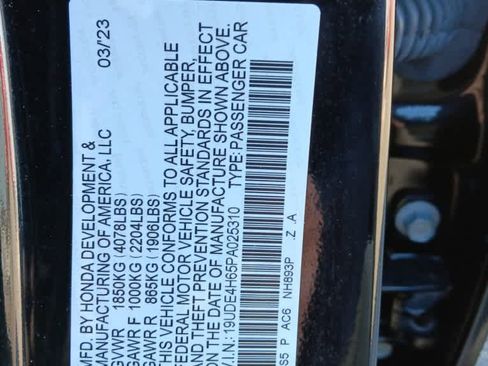 MFD. BY HONDA DEVELOPMENT & 03/23
MANUFACTURING OF AMERICA, LLC
GVWR 1850KG (4078LBS)
GAWR F 1000KG (2204LBS)
GAWR R 865KG (1906LBS)
THIS VEHICLE CONFORMS TO ALL APPLICABLE
FEDERAL MOTOR VEHICLE SAFETY, BUMPER,
AND THEFT PREVENTION STANDARDS IN EFFECT
ON THE DATE OF MANUFACTURE SHOWN ABOVE.
V.I.N.: 19UDE4H65PA025310 TYPE: PASSENGER CAR
S5 P AC6 NH893P .Z .A